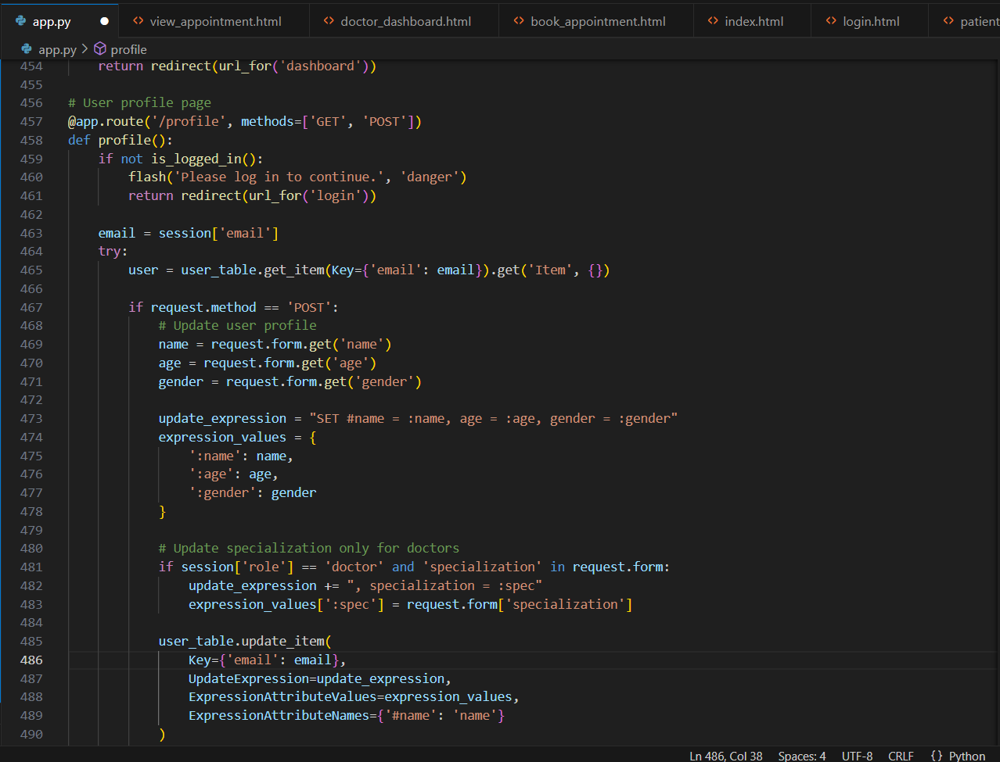 app.py view_appointment.html doctor_dashboard.html book_appointment.html index.html login.html patient
app.py > profile
454 return redirect(url_for('dashboard'))
455
456 # User profile page
457 @app.route('/profile', methods=['GET', 'POST'])
458 def profile():
459 if not is_logged_in():
460 flash('Please log in to continue.', 'danger')
461 return redirect(url_for('login'))
462
463 email = session['email']
464 try:
465 user = user_table.get_item(Key={'email': email}).get('Item', {})
466
467 if request.method == 'POST':
468 # Update user profile
469 name = request.form.get('name')
470 age = request.form.get('age')
471 gender = request.form.get('gender')
472
473 update_expression = "SET #name = :name, age = :age, gender = :gender"
474 expression_values = {
475 ':name': name,
476 ':age': age,
477 ':gender': gender
478 }
479
480 # Update specialization only for doctors
481 if session['role'] == 'doctor' and 'specialization' in request.form:
482 update_expression += ", specialization = :spec"
483 expression_values[':spec'] = request.form['specialization']
484
485 user_table.update_item(
486 Key={'email': email},
487 UpdateExpression=update_expression,
488 ExpressionAttributeValues=expression_values,
489 ExpressionAttributeNames={'#name': 'name'}
490 )
Ln 486, Col 38 Spaces: 4 UTF-8 CRLF {} Python